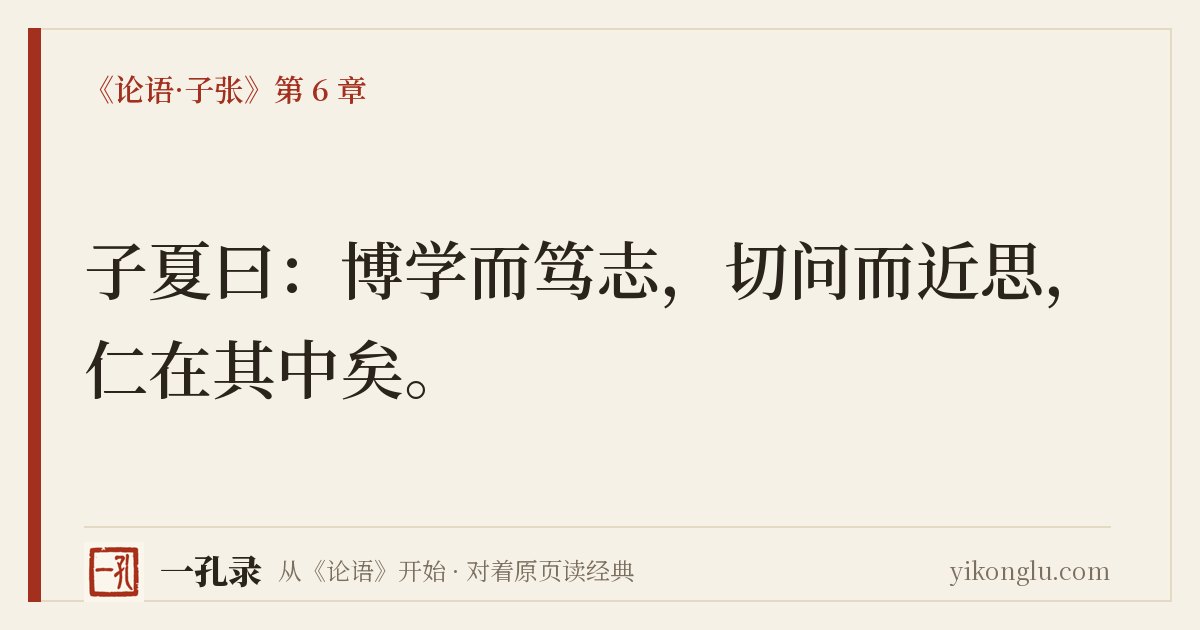 《论语·子张》第 6 章
子夏曰：博学而笃志，切问而近思，
仁在其中矣。
一孔
一孔录 从《论语》开始 · 对着原页读经典
yikonglu.com